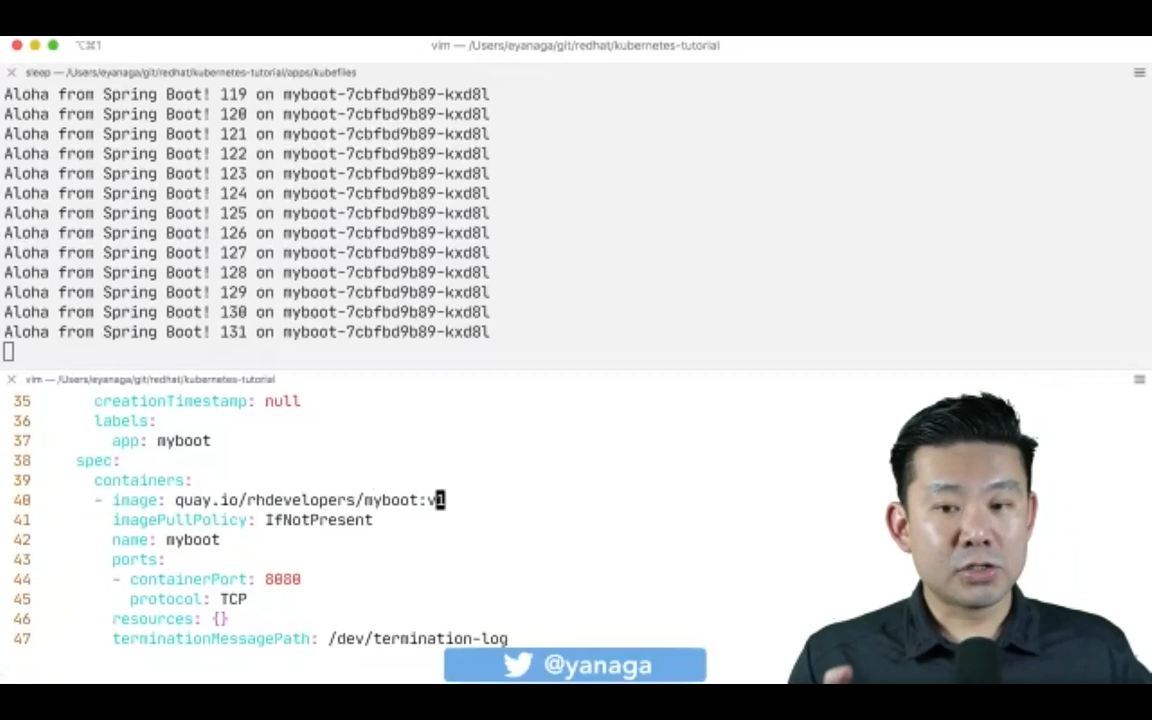 ⌥⌘1
vim — /Users/eyanaga/git/redhat/kubernetes-tutorial
sleep — /Users/eyanaga/git/redhat/kubernetes-tutorial/apps/kubefiles
Aloha from Spring Boot! 119 on myboot-7cbfbd9b89-kxd8l
Aloha from Spring Boot! 120 on myboot-7cbfbd9b89-kxd8l
Aloha from Spring Boot! 121 on myboot-7cbfbd9b89-kxd8l
Aloha from Spring Boot! 122 on myboot-7cbfbd9b89-kxd8l
Aloha from Spring Boot! 123 on myboot-7cbfbd9b89-kxd8l
Aloha from Spring Boot! 124 on myboot-7cbfbd9b89-kxd8l
Aloha from Spring Boot! 125 on myboot-7cbfbd9b89-kxd8l
Aloha from Spring Boot! 126 on myboot-7cbfbd9b89-kxd8l
Aloha from Spring Boot! 127 on myboot-7cbfbd9b89-kxd8l
Aloha from Spring Boot! 128 on myboot-7cbfbd9b89-kxd8l
Aloha from Spring Boot! 129 on myboot-7cbfbd9b89-kxd8l
Aloha from Spring Boot! 130 on myboot-7cbfbd9b89-kxd8l
Aloha from Spring Boot! 131 on myboot-7cbfbd9b89-kxd8l
vim — /Users/eyanaga/git/redhat/kubernetes-tutorial
35 creationTimestamp: null
36 labels:
37 app: myboot
38 spec:
39 containers:
40 - image: quay.io/rhdevelopers/myboot:v1
41 imagePullPolicy: IfNotPresent
42 name: myboot
43 ports:
44 - containerPort: 8080
45 protocol: TCP
46 resources: {}
47 terminationMessagePath: /dev/termination-log
@yanaga